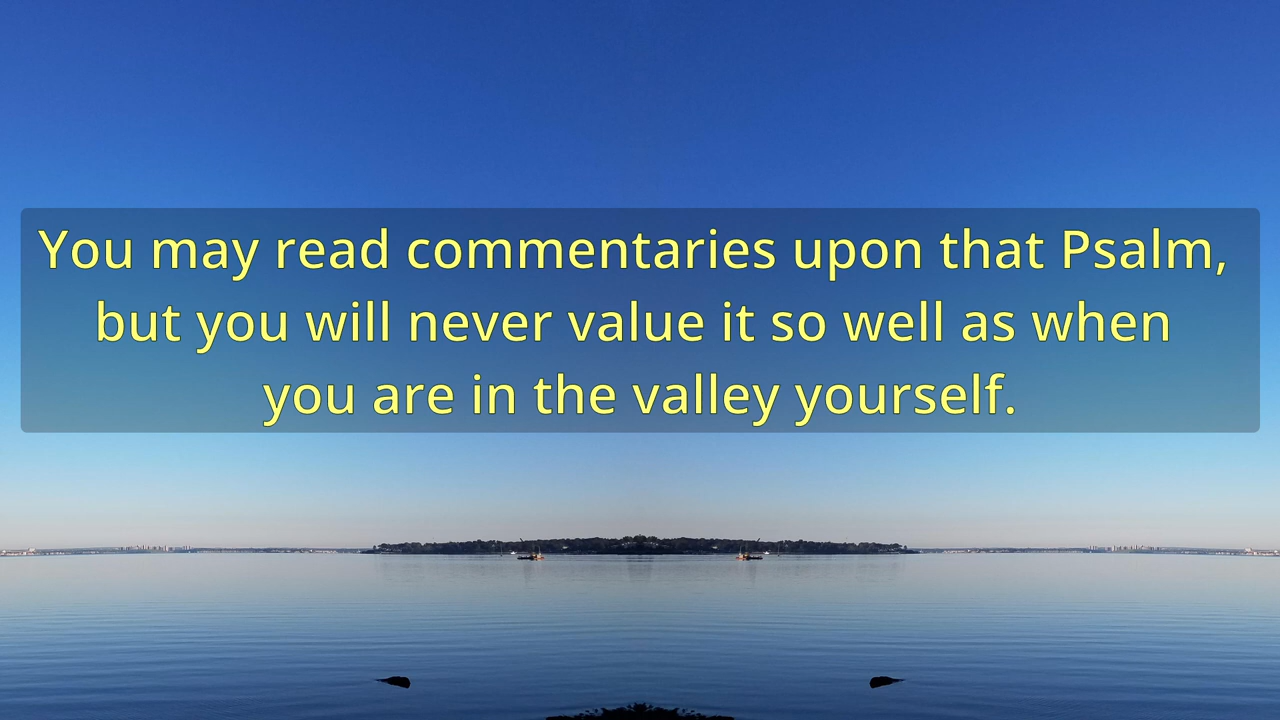 You may read commentaries upon that Psalm,
but you will never value it so well as when
you are in the valley yourself.